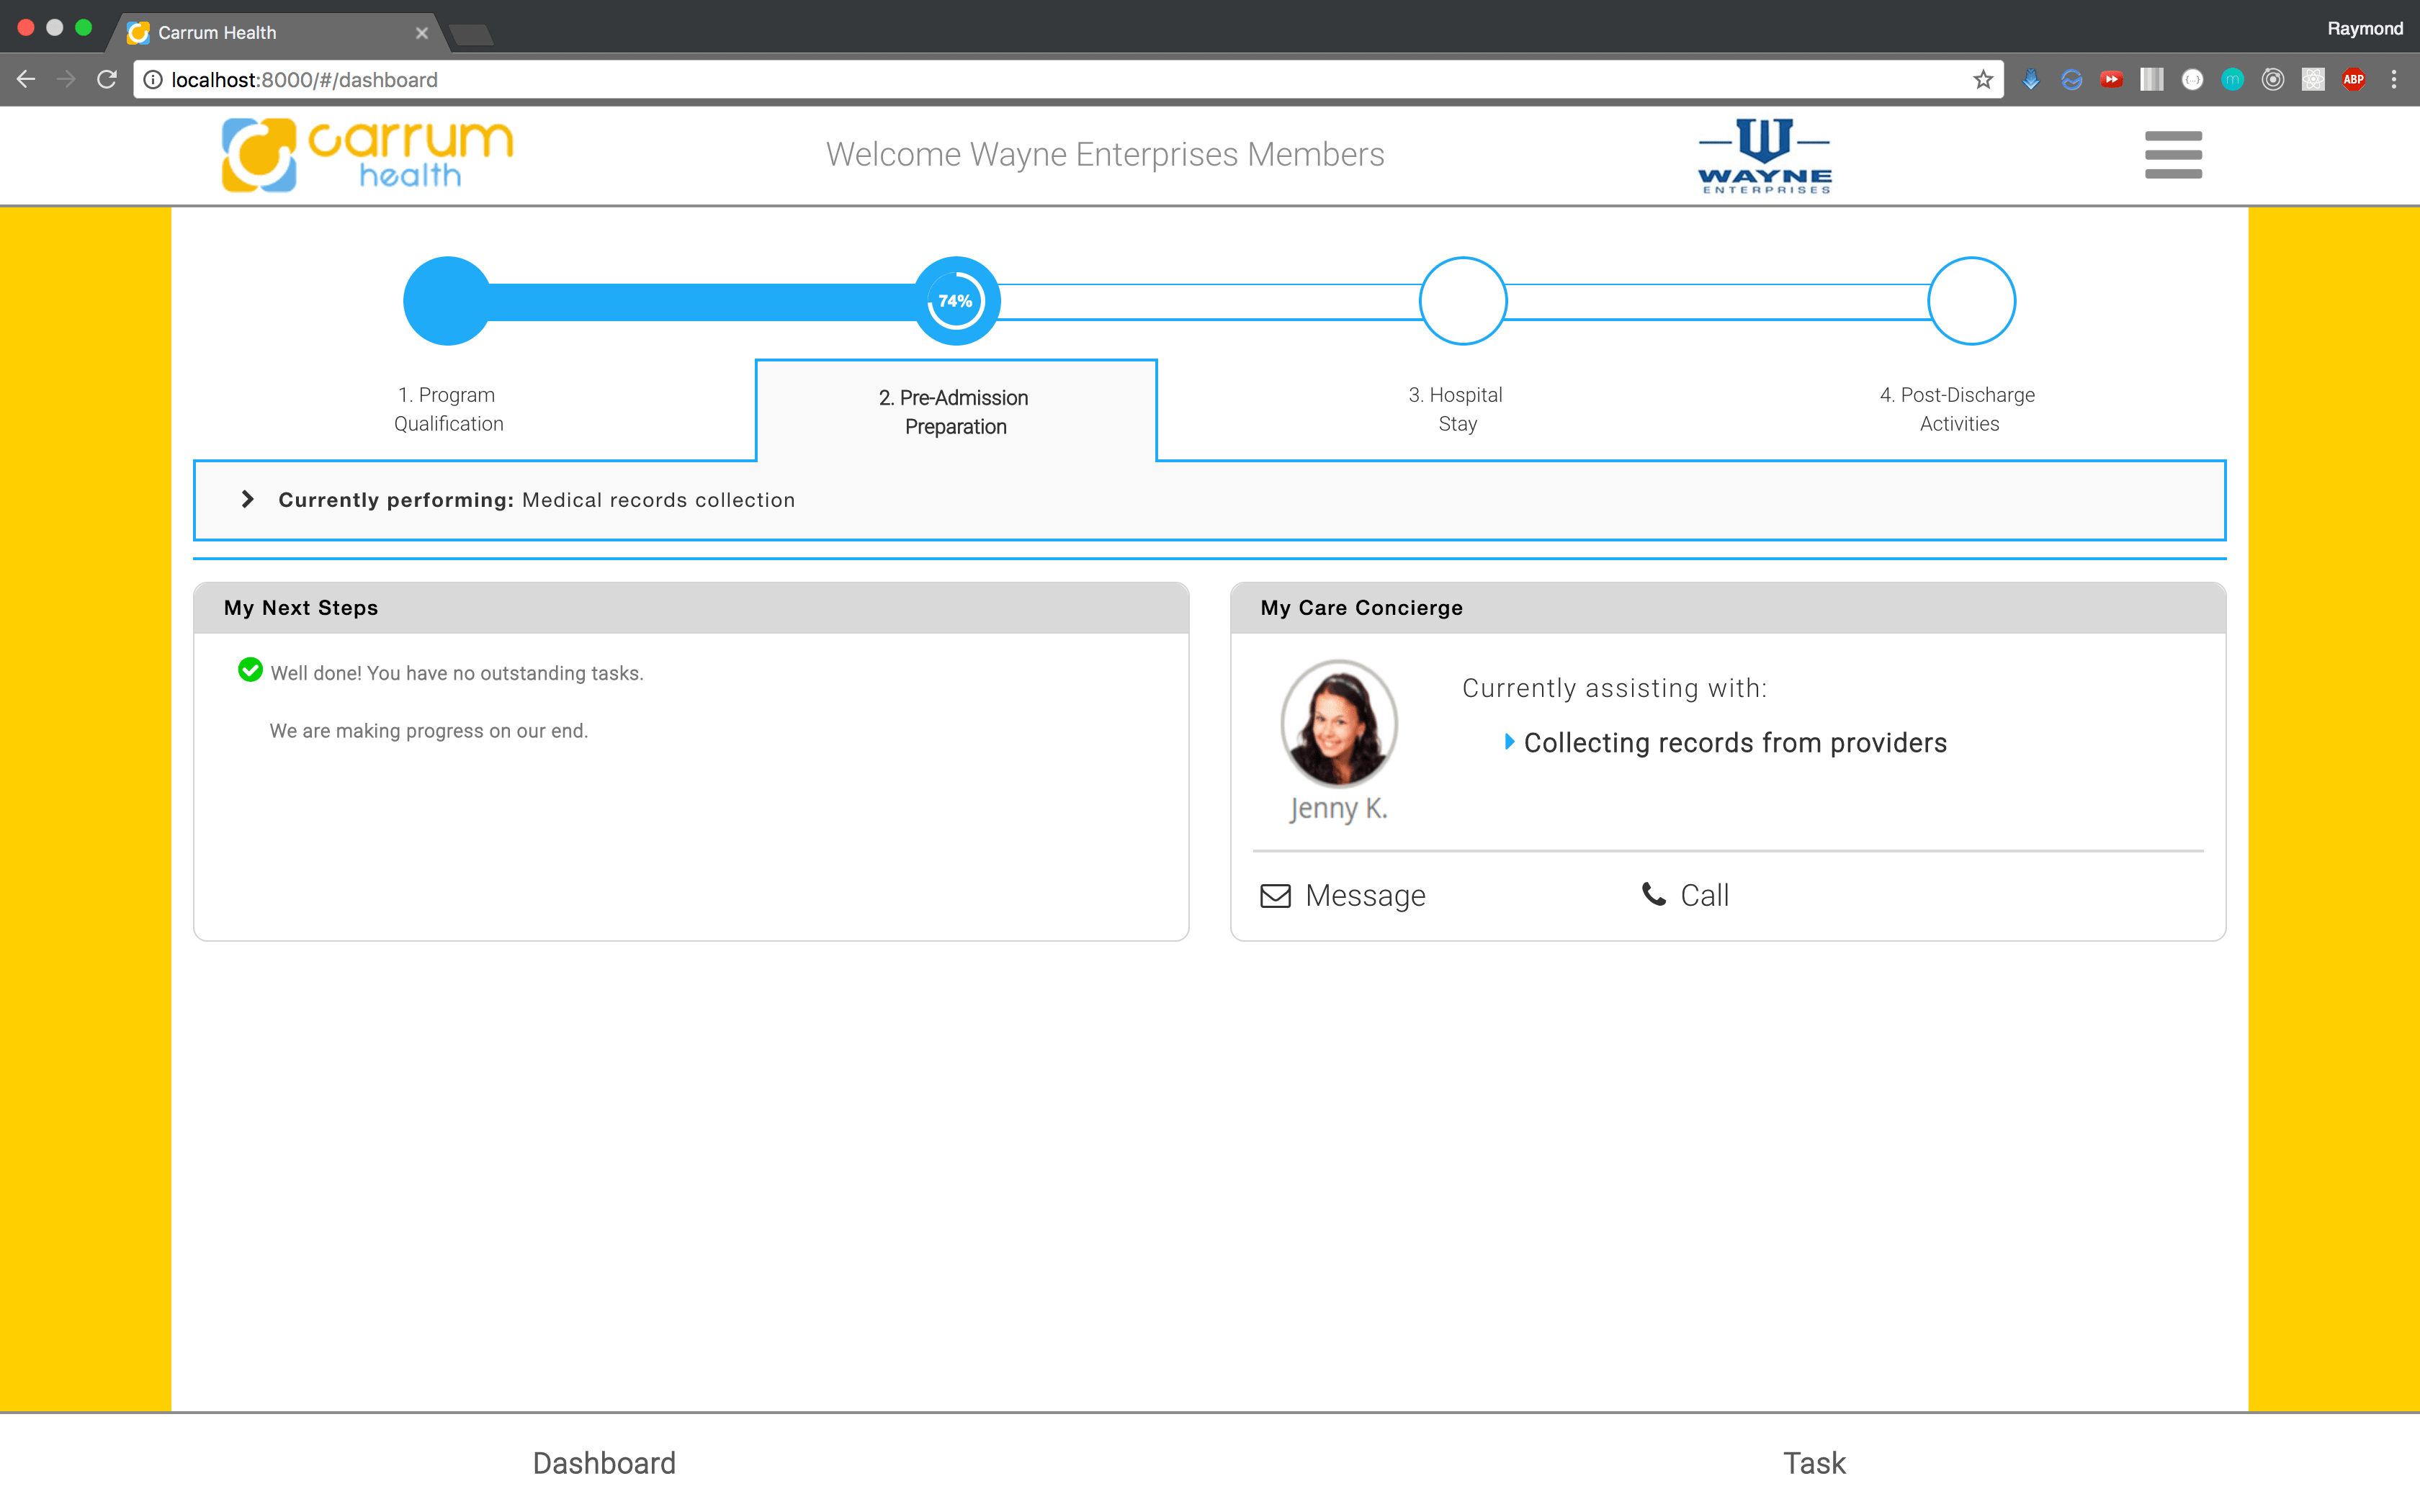 Carrum Health
Raymond
localhost:8000/#/dashboard
ABP
carrum
health
Welcome Wayne Enterprises Members
WAYNE
ENTERPRISES
74%
1. Program
Qualification
2. Pre-Admission
Preparation
3. Hospital
Stay
4. Post-Discharge
Activities
Currently performing: Medical records collection
My Next Steps
Well done! You have no outstanding tasks.
We are making progress on our end.
My Care Concierge
Currently assisting with:
Collecting records from providers
Jenny K.
Message
Call
Dashboard
Task